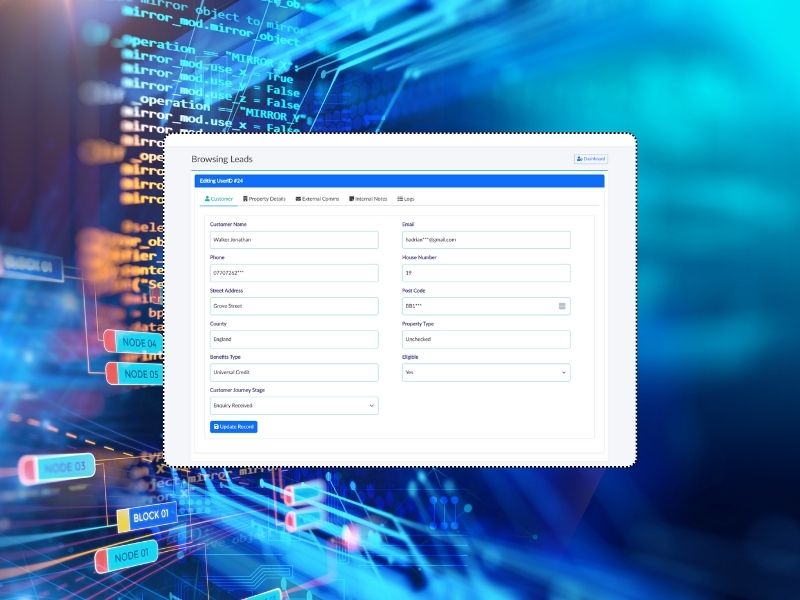 mirror object to mirror
mirror_mod.mirror_object
operation == "MIRROR_X":
mirror_mod.use_x = True
mirror_mod.use_y = False
mirror_mod.use_z = False
_operation == "MIRROR_Y"
mirror_mod.use_x = False
BLOCK 01
NODE 04
NODE 05
Browsing Leads
Dashboard
Editing UserID #24
Customer Property Details External Comms Internal Notes Logs
Customer Name Email
Walker Jonathan hadrian***@gmail.com
Phone House Number
07707262*** 19
Street Address Post Code
Grove Street BB1***
County Property Type
England Unchecked
Benefits Type Eligible
Universal Credit Yes
Customer Journey Stage
Enquiry Received
Update Record
NODE 03
BLOCK 01
NODE 01